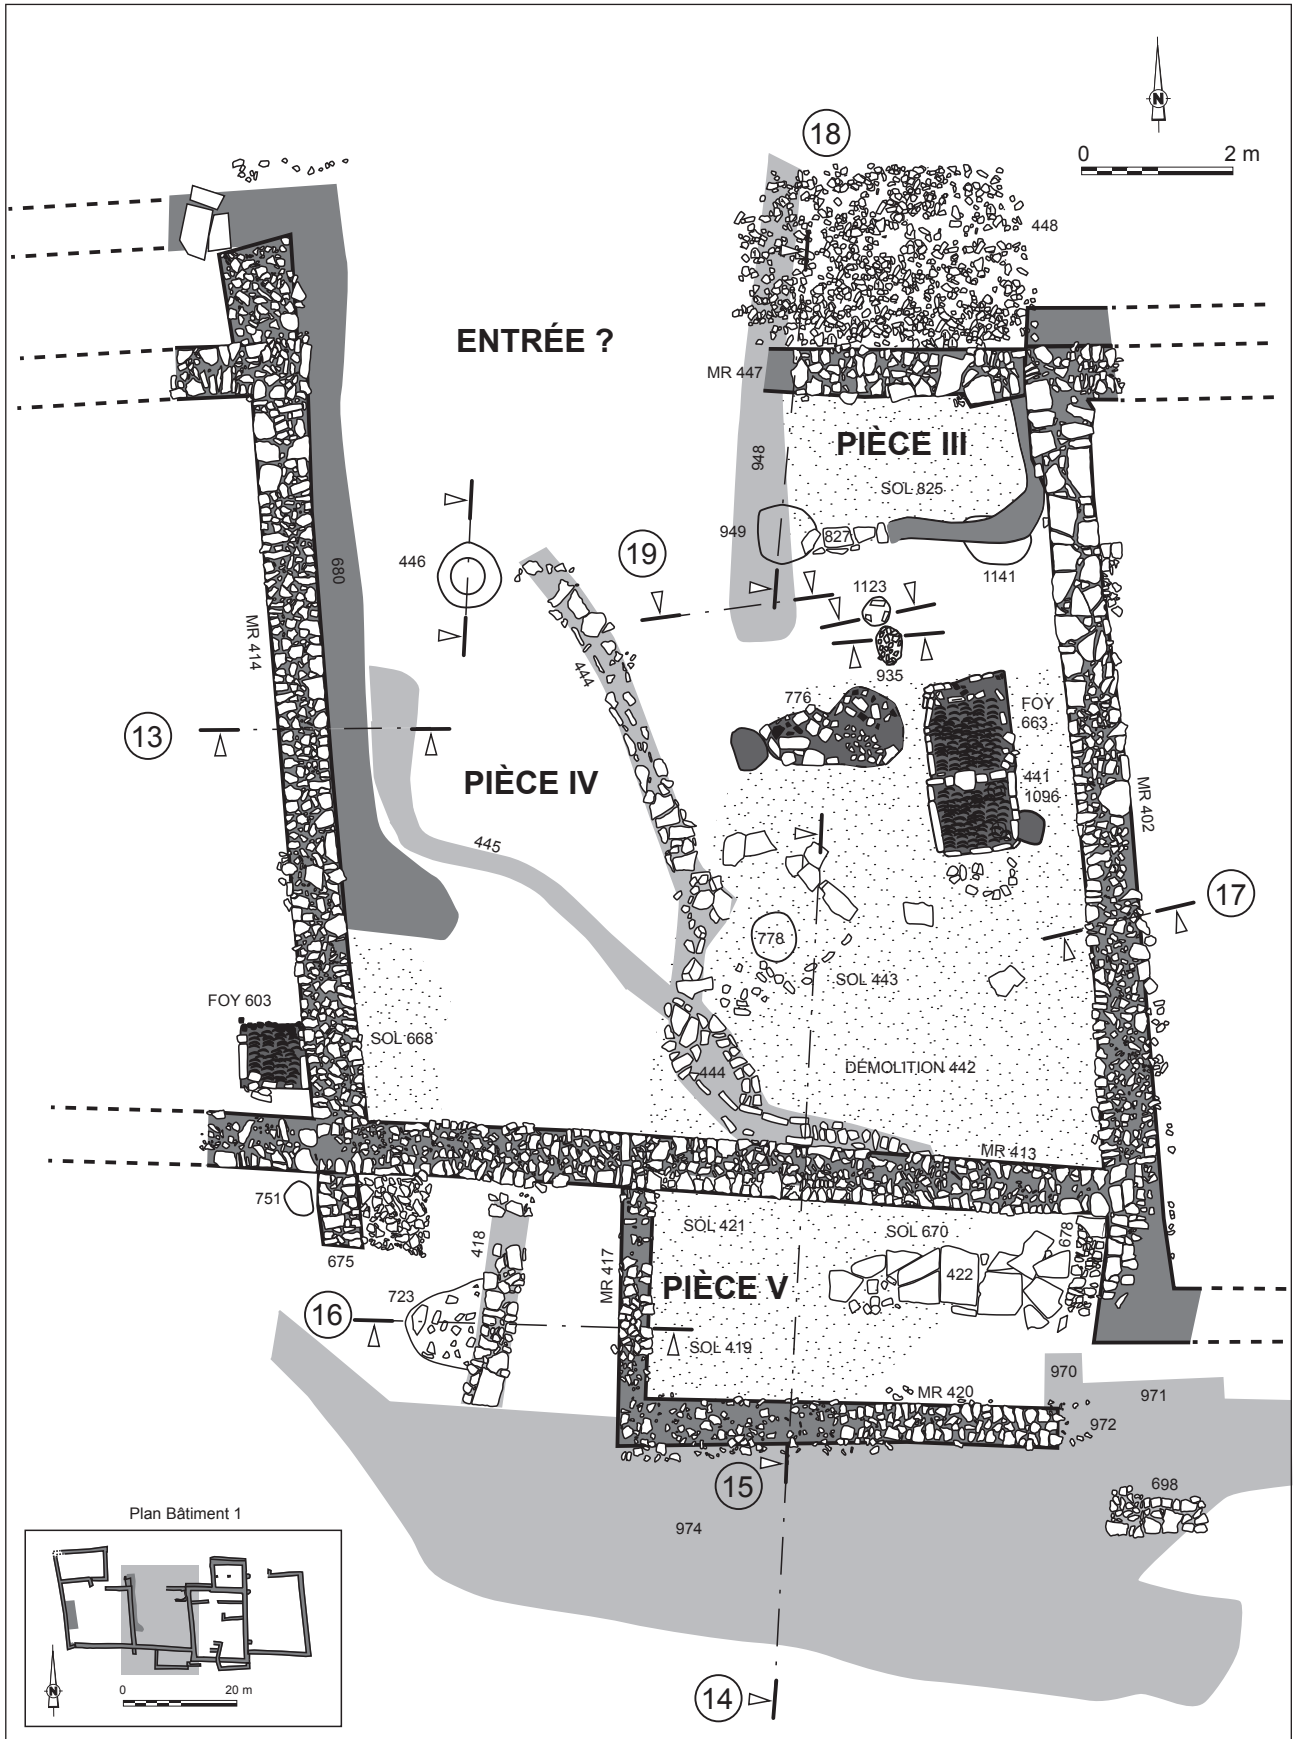 N
0 2 m
18
448
ENTRÉE ?
MR 447
PIÈCE III
948
SOL 825
949
827
446
19
1141
1123
680
MR 414
444
935
776
FOY
663
13
PIÈCE IV
441
1096
MR 402
445
17
778
SOL 443
FOY 603
SOL 668
DÉMOLITION 442
444
MR 413
751
SOL 421
SOL 670
678
675
418
MR 417
422
723
PIÈCE V
16
SOL 419
970
971
MR 420
972
15
698
974
Plan Bâtiment 1
N
0 20 m
14